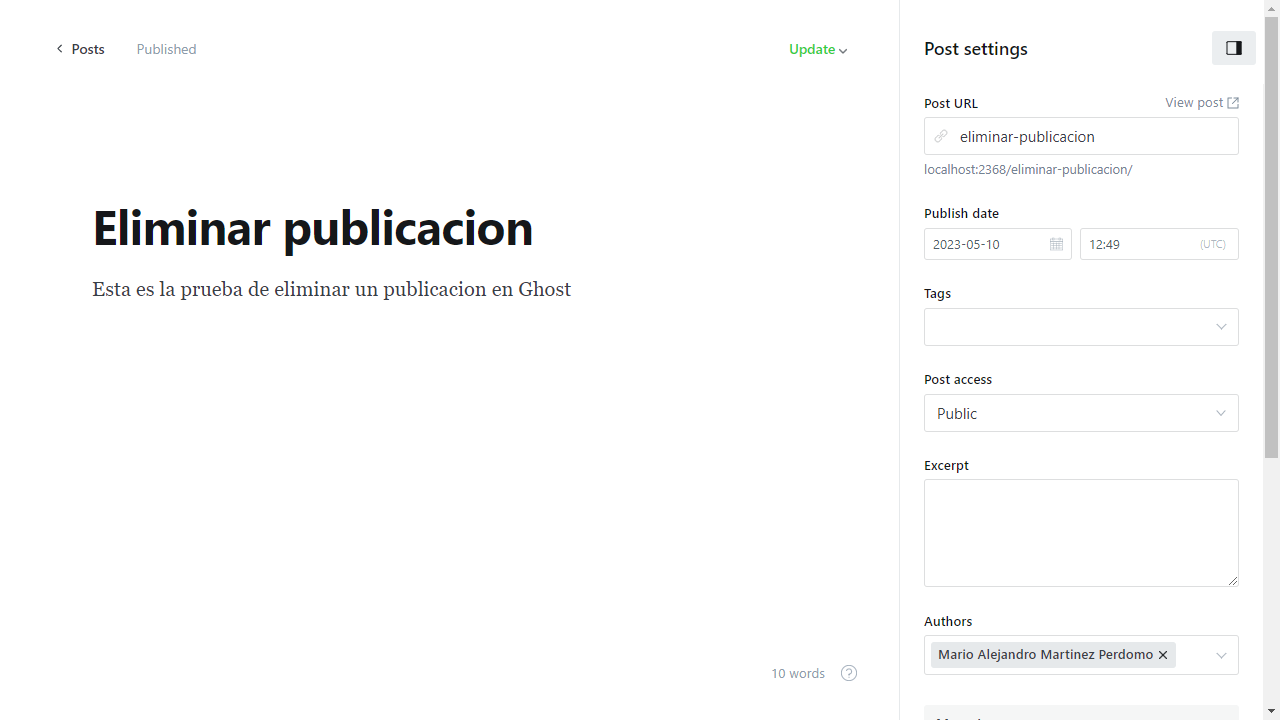 Posts
Published
Update
Eliminar publicacion
Esta es la prueba de eliminar un publicacion en Ghost
10 words
Post settings
Post URL
View post
eliminar-publicacion
localhost:2368/eliminar-publicacion/
Publish date
2023-05-10
12:49
(UTC)
Tags
Post access
Public
Excerpt
Authors
Mario Alejandro Martinez Perdomo